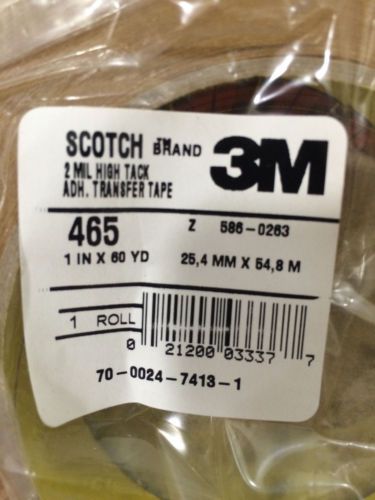 SCOTCH TM BRAND 3M
2 MIL HIGH TACK
ADH. TRANSFER TAPE
465 Z 586-0263
1 IN X 60 YD 25,4 MM X 54,8 M
1 ROLL
0 21200 03337 7
70-0024-7413-1